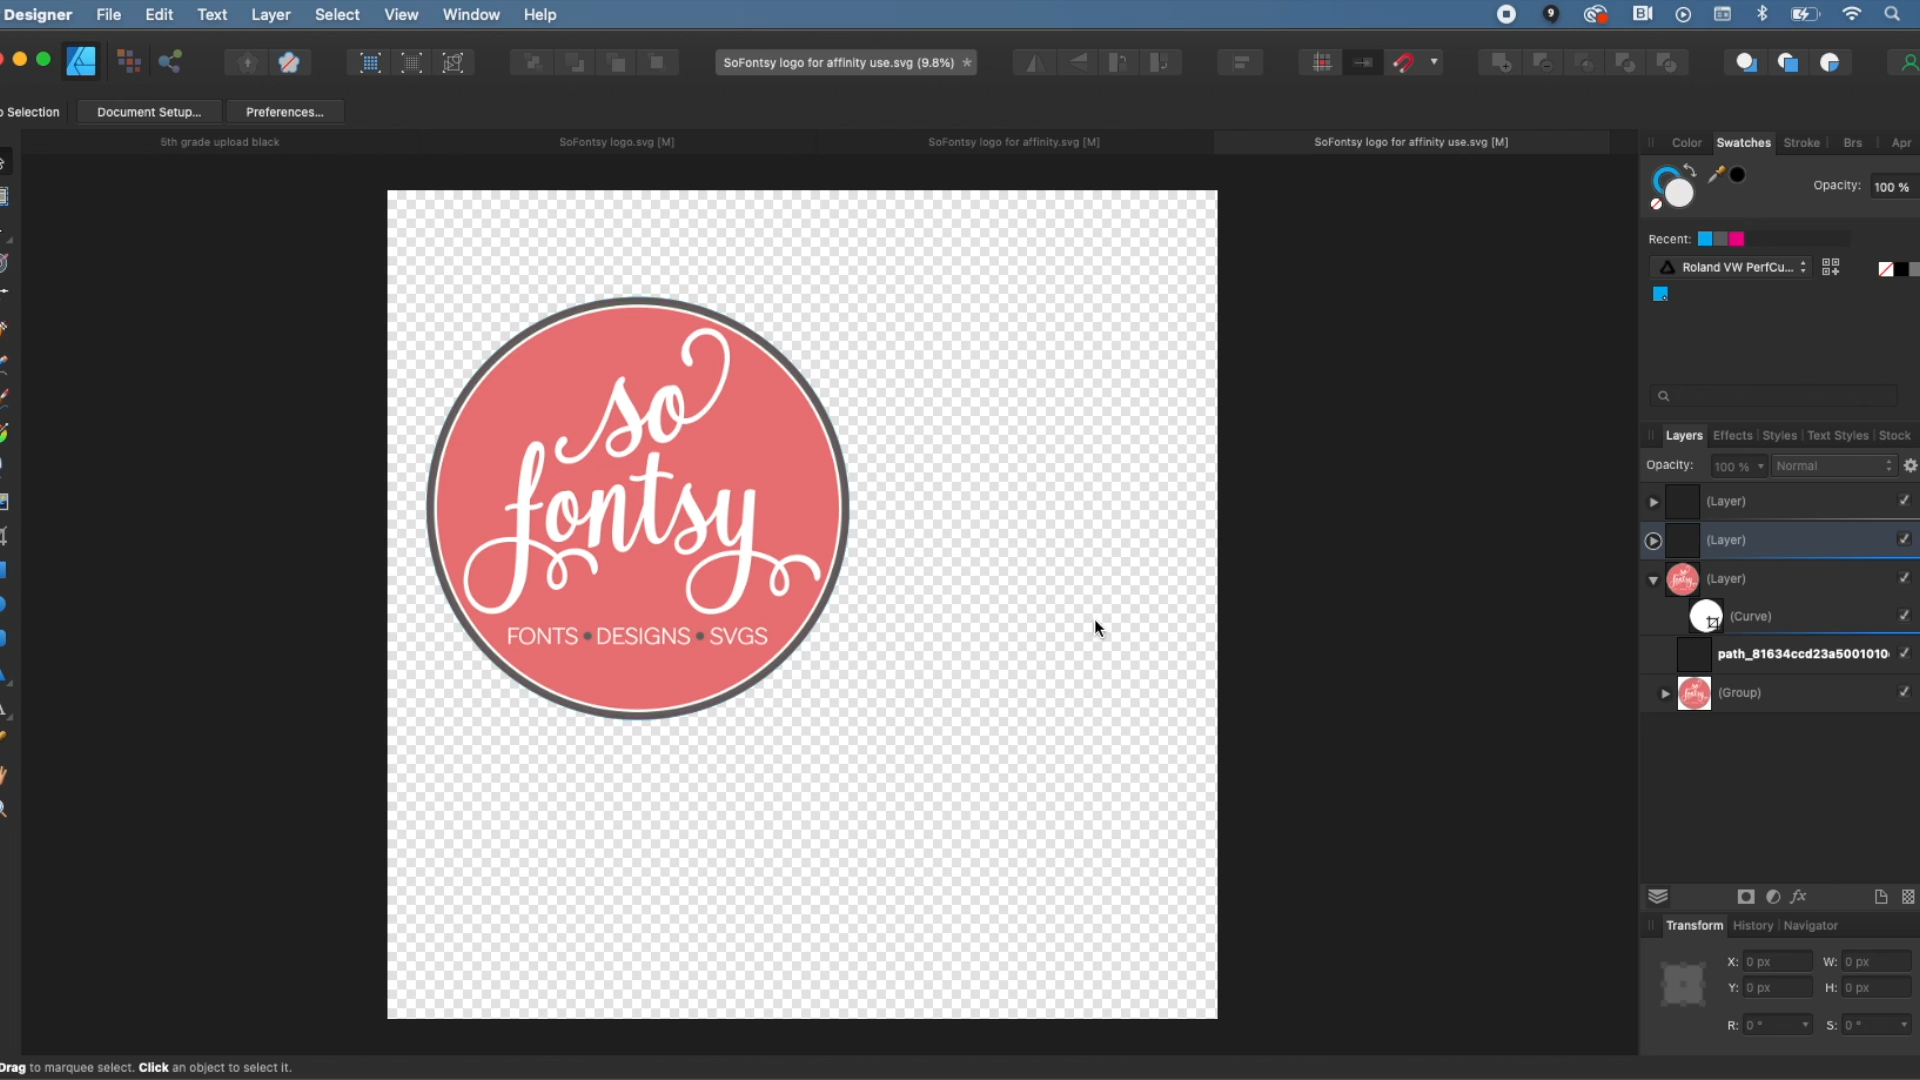 Designer File Edit Text Layer Select View Window Help
SoFontsy logo for affinity use.svg (9.8%) *
Selection Document Setup... Preferences...
5th grade upload black SoFontsy logo.svg [M] SoFontsy logo for affinity.svg [M] SoFontsy logo for affinity use.svg [M]
Color Swatches Stroke Brs Apr
Opacity: 100 %
Recent:
Roland VW PerfCu...
so
fontsy
FONTS • DESIGNS • SVGS
Layers Effects Styles Text Styles Stock
Opacity: 100 % Normal
(Layer)
(Layer)
(Layer)
(Curve)
path_81634ccd23a5001010
(Group)
Transform History Navigator
X: 0 px W: 0 px
Y: 0 px H: 0 px
R: 0 ° S: 0 °
Drag to marquee select. Click an object to select it.